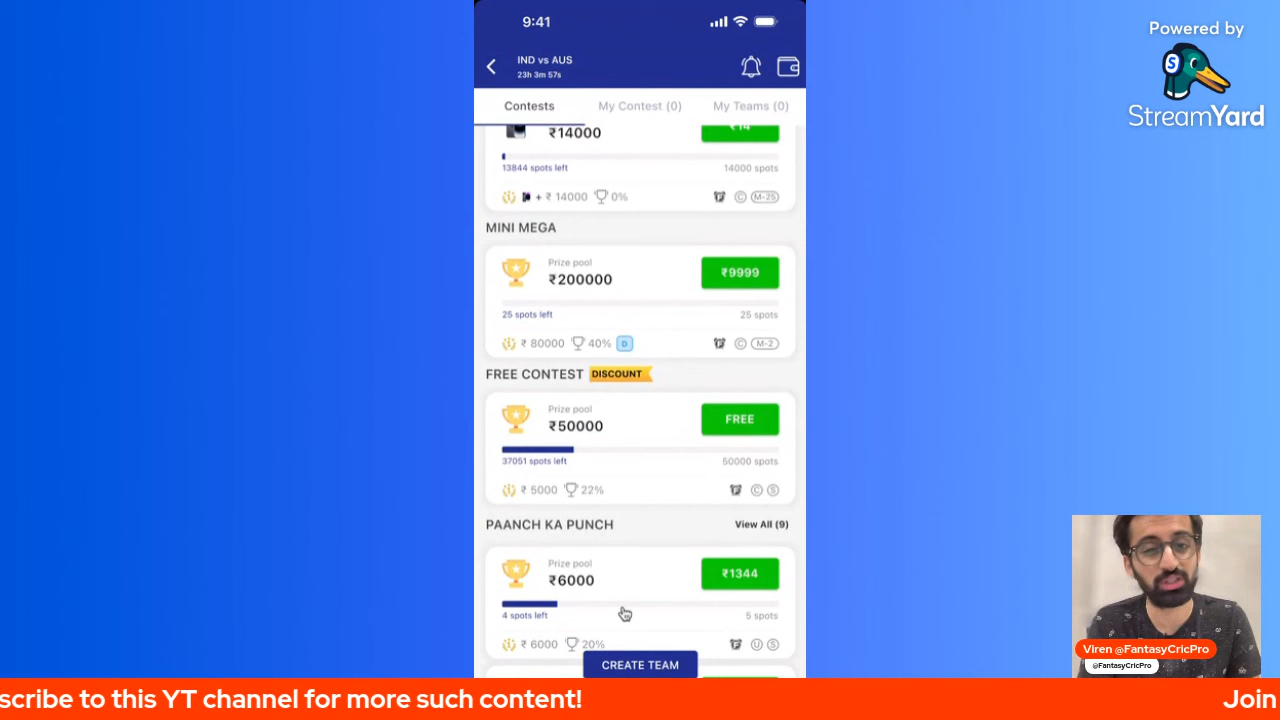 Powered by
StreamYard
9:41
IND vs AUS
23h 3m 57s
Contests
My Contest (0)
My Teams (0)
₹14000
₹14
13844 spots left
14000 spots
+ ₹ 14000
0%
C
M-25
MINI MEGA
Prize pool
₹200000
₹9999
25 spots left
25 spots
₹ 80000
40%
D
C
M-2
FREE CONTEST
DISCOUNT
Prize pool
₹50000
FREE
37051 spots left
50000 spots
₹ 5000
22%
C
S
PAANCH KA PUNCH
View All (9)
Prize pool
₹6000
₹1344
4 spots left
5 spots
₹ 6000
20%
U
S
CREATE TEAM
Viren @FantasyCricPro
@FantasyCricPro
scribe to this YT channel for more such content!
Join